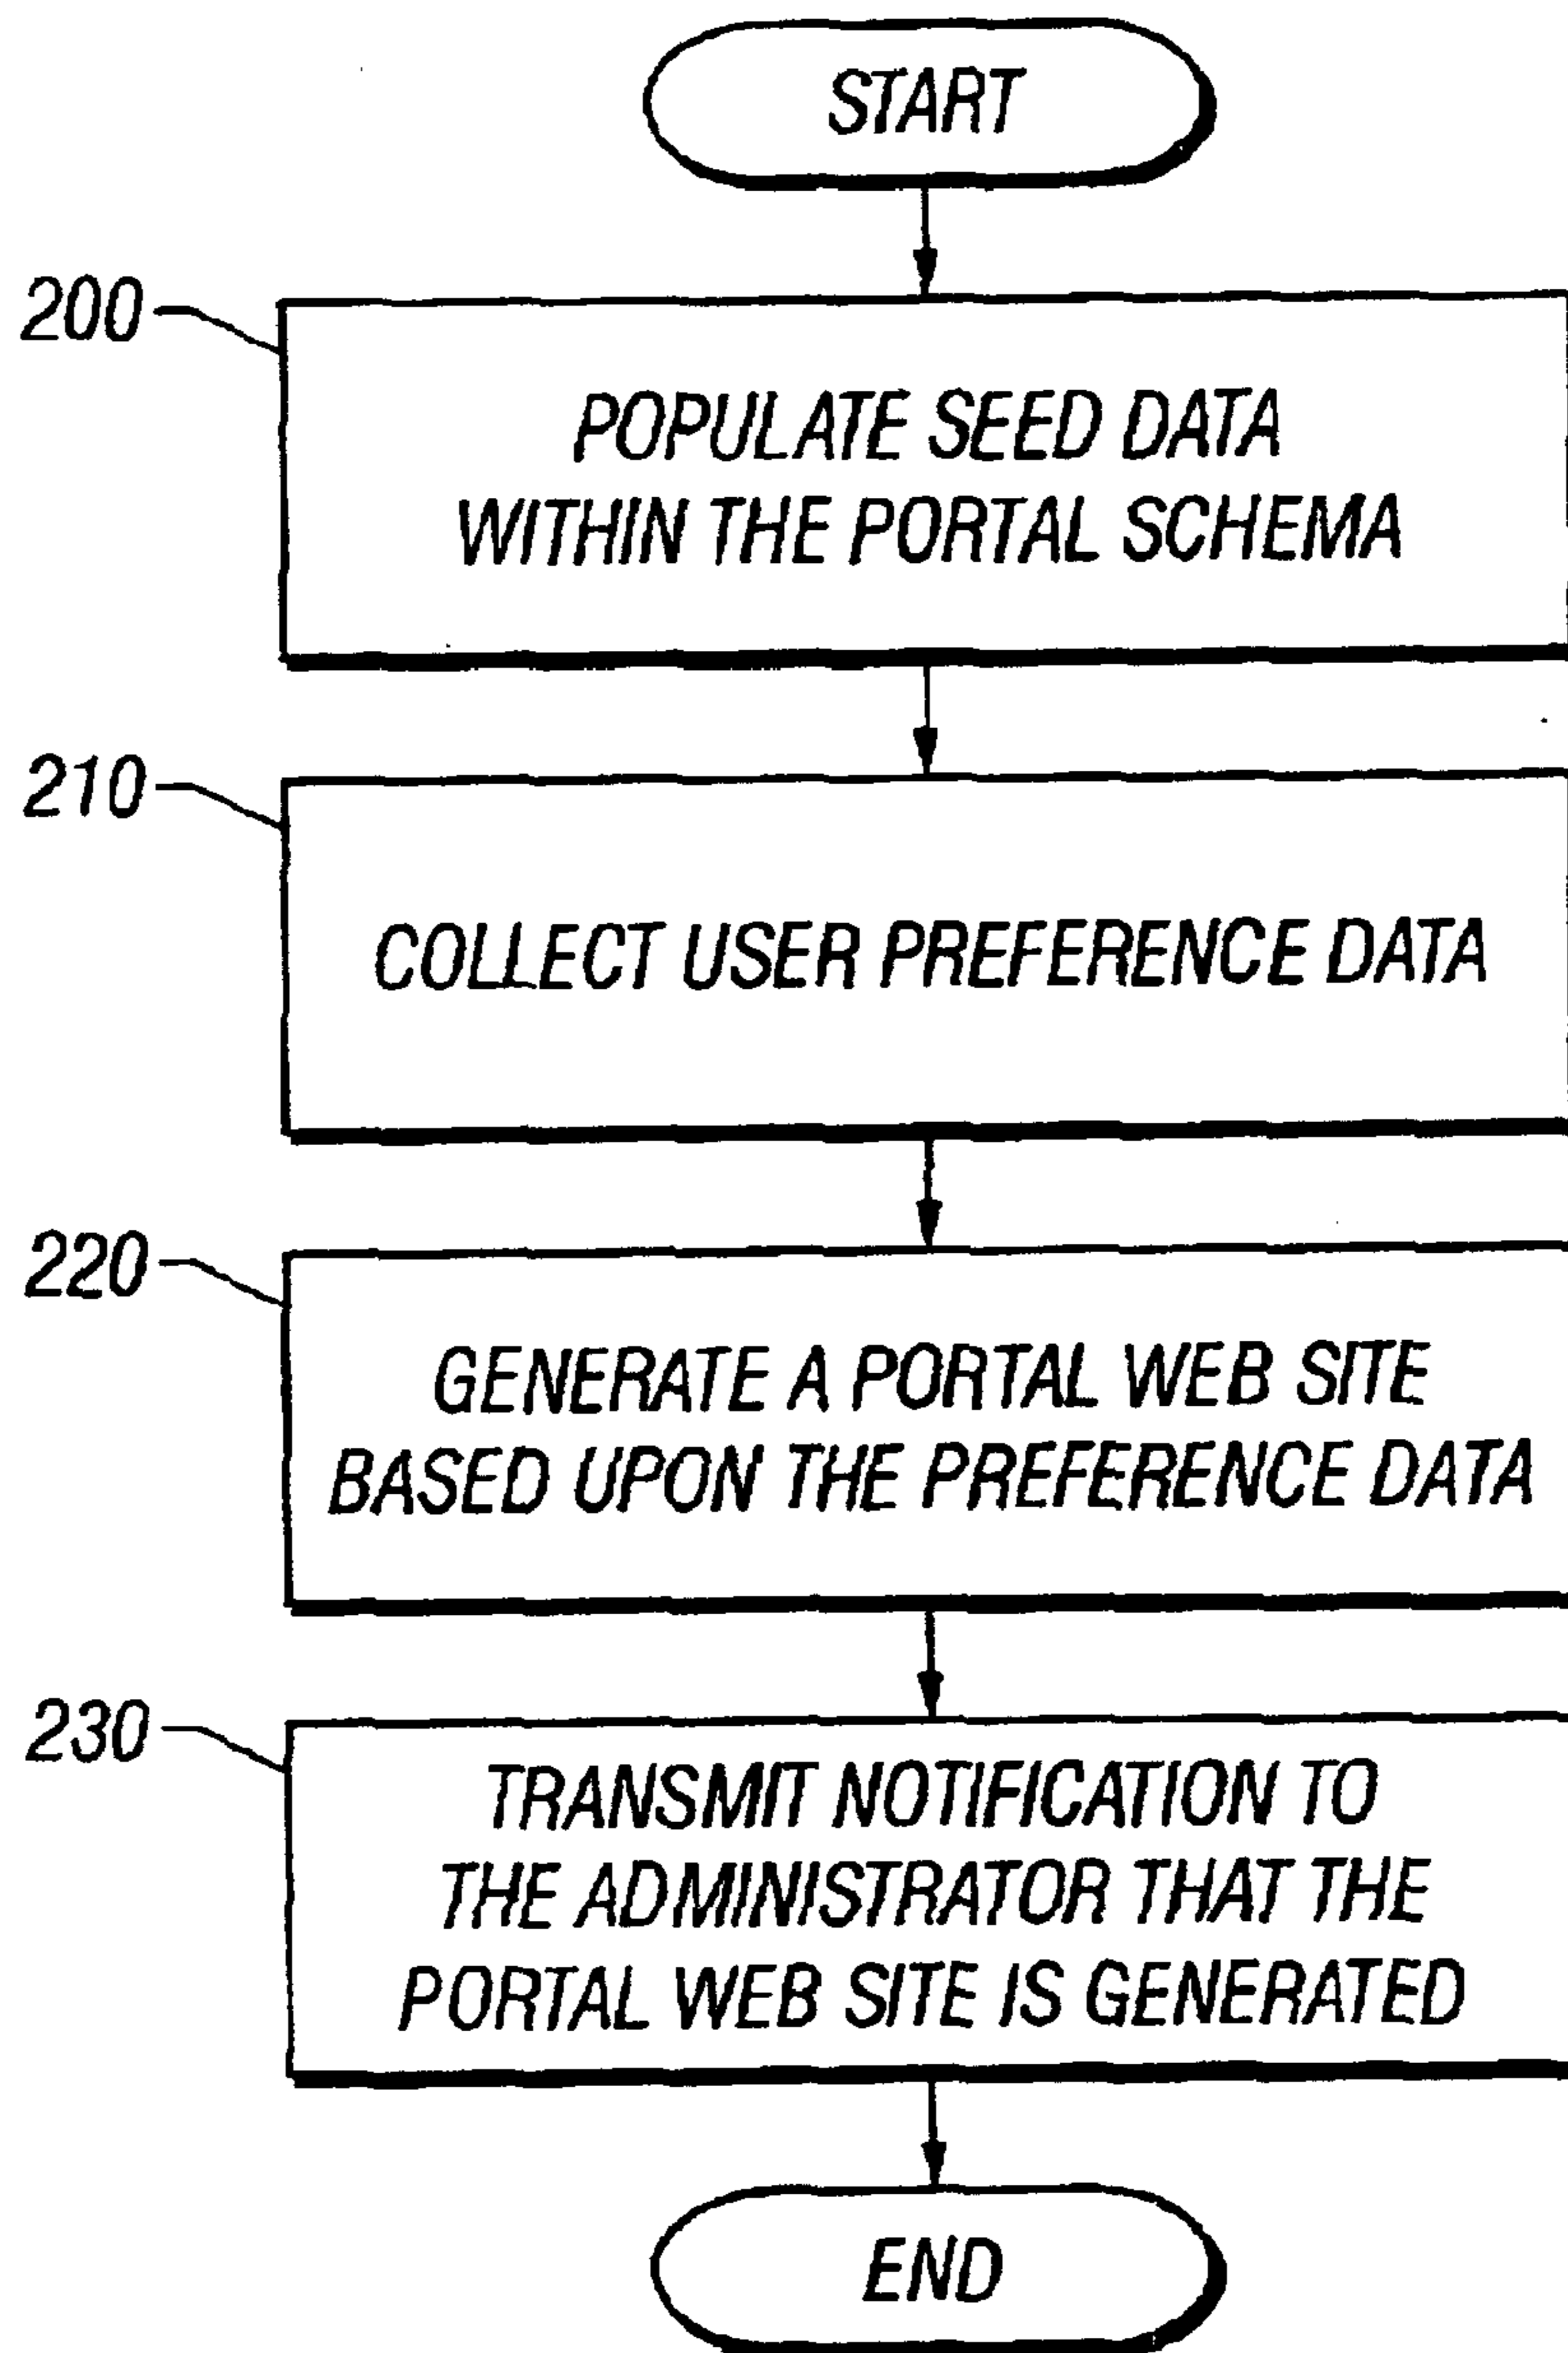 START
200
POPULATE SEED DATA
WITHIN THE PORTAL SCHEMA
210
COLLECT USER PREFERENCE DATA
220
GENERATE A PORTAL WEB SITE
BASED UPON THE PREFERENCE DATA
230
TRANSMIT NOTIFICATION TO
THE ADMINISTRATOR THAT THE
PORTAL WEB SITE IS GENERATED
END